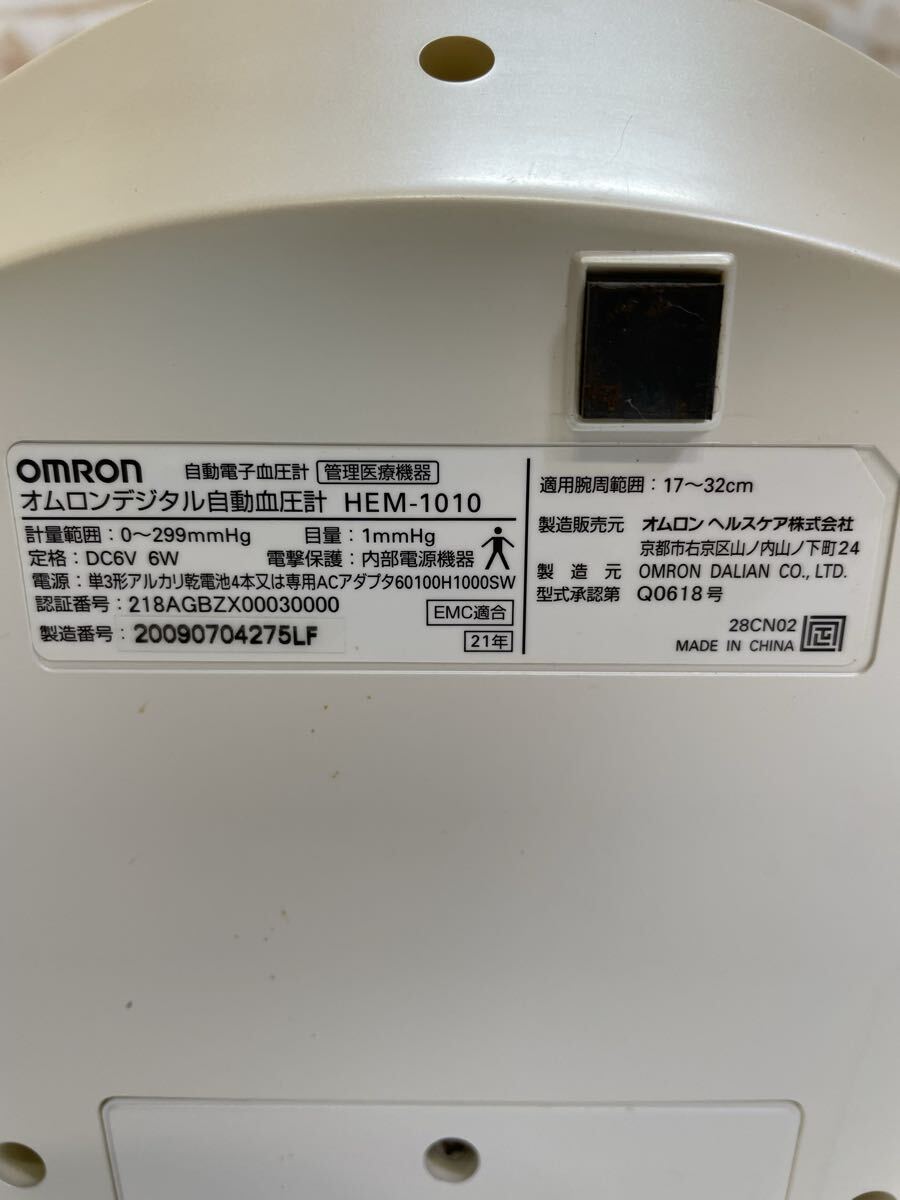 OMRON 自動電子血圧計 管理医療機器
オムロンデジタル自動血圧計 HEM-1010
計量範囲：0〜299mmHg 目量：1mmHg
定格：DC6V 6W 電撃保護：内部電源機器
電源：単3形アルカリ乾電池4本又は専用ACアダプタ60100H1000SW
認証番号：218AGBZX00030000 EMC適合
製造番号：20090704275LF 21年
適用腕周範囲：17〜32cm
製造販売元 オムロン ヘルスケア株式会社
京都市右京区山ノ内山ノ下町24
製造元 OMRON DALIAN CO., LTD.
型式承認第 Q0618号
28CN02
MADE IN CHINA